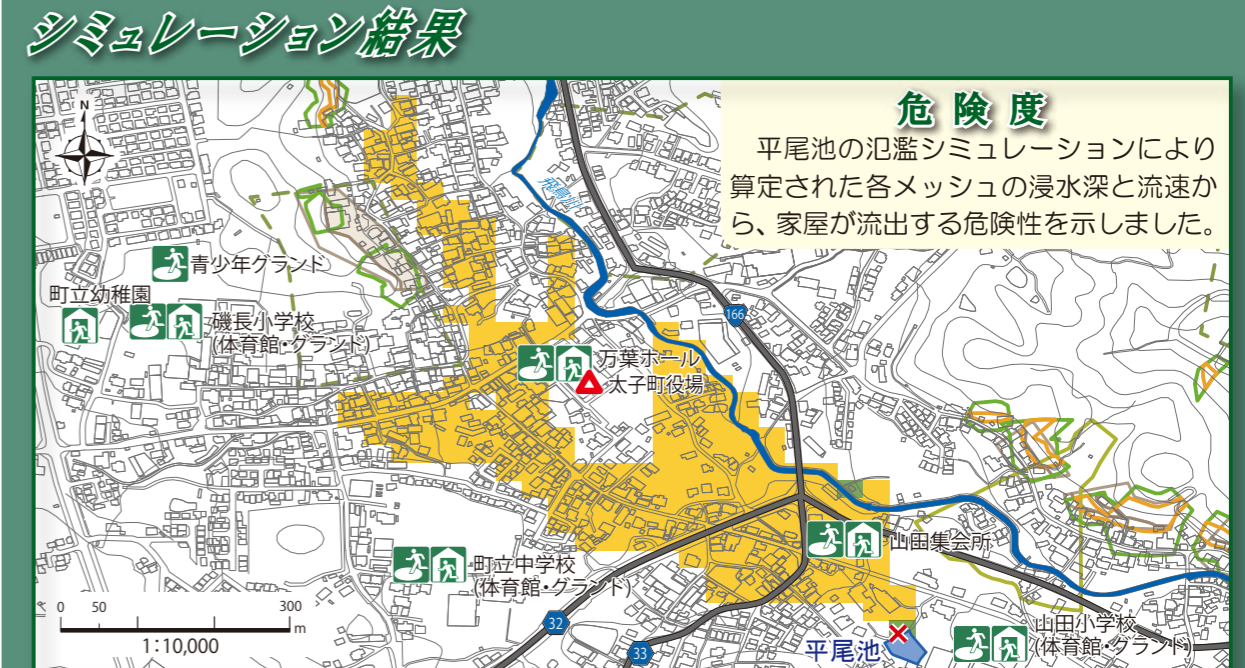 シミュレーション結果
N
危険度
平尾池の氾濫シミュレーションにより
算定された各メッシュの浸水深と流速か
ら、家屋が流出する危険性を示しました。
飛鳥川
青少年グランド
町立幼稚園
磯長小学校
(体育館・グランド)
166
万葉ホール
太子町役場
山田集会所
町立中学校
(体育館・グランド)
0 50 300
m
1:10,000
32
33
平尾池
山田小学校
(体育館・グランド)